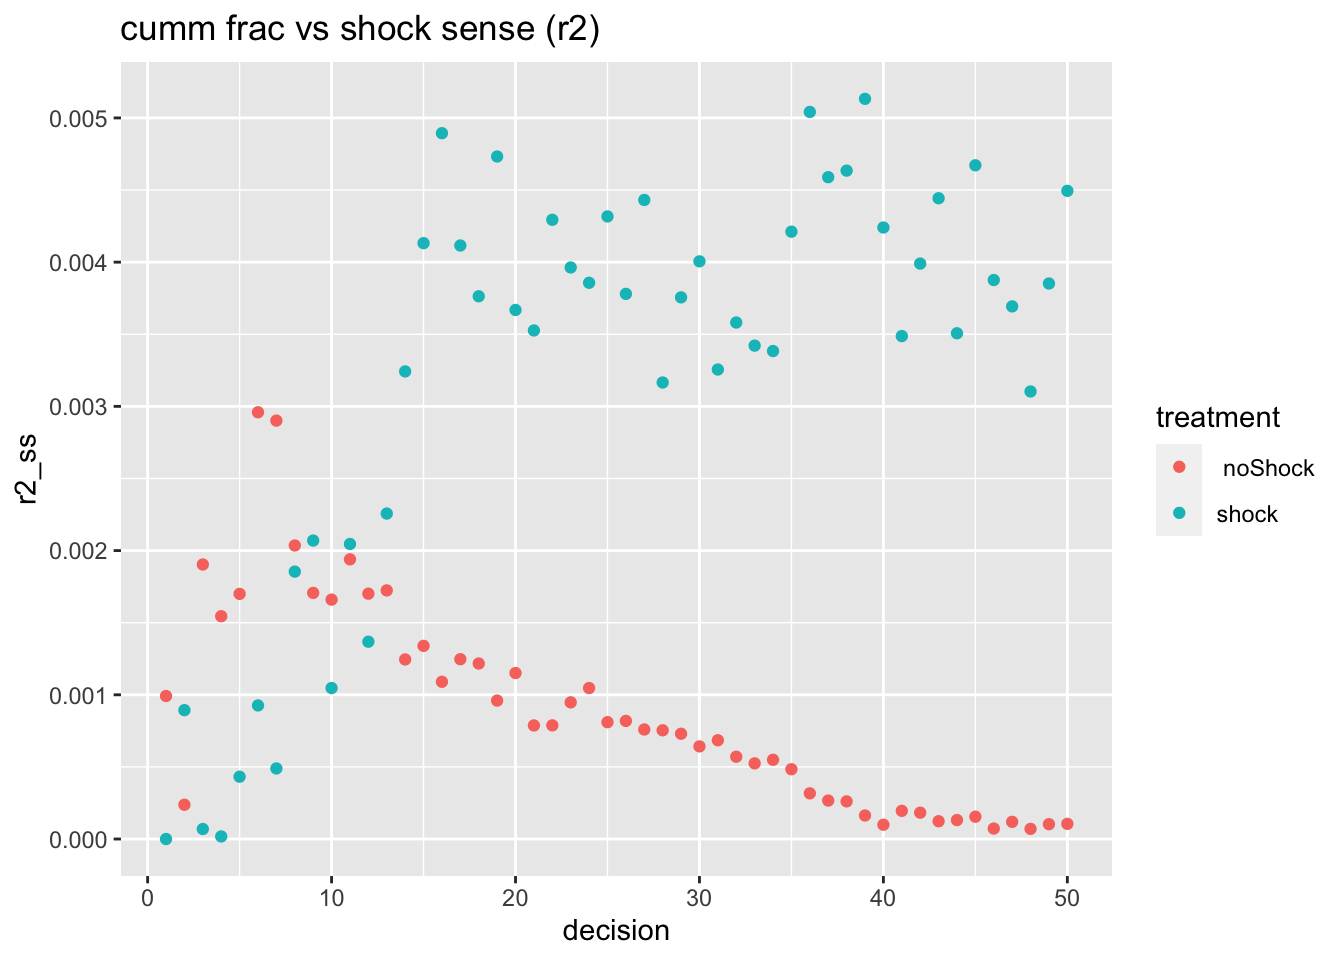 cumm frac vs shock sense (r2)
0.005
0.004
0.003
0.002
0.001
0.000
r2_ss
0 10 20 30 40 50
decision
treatment
noShock
shock